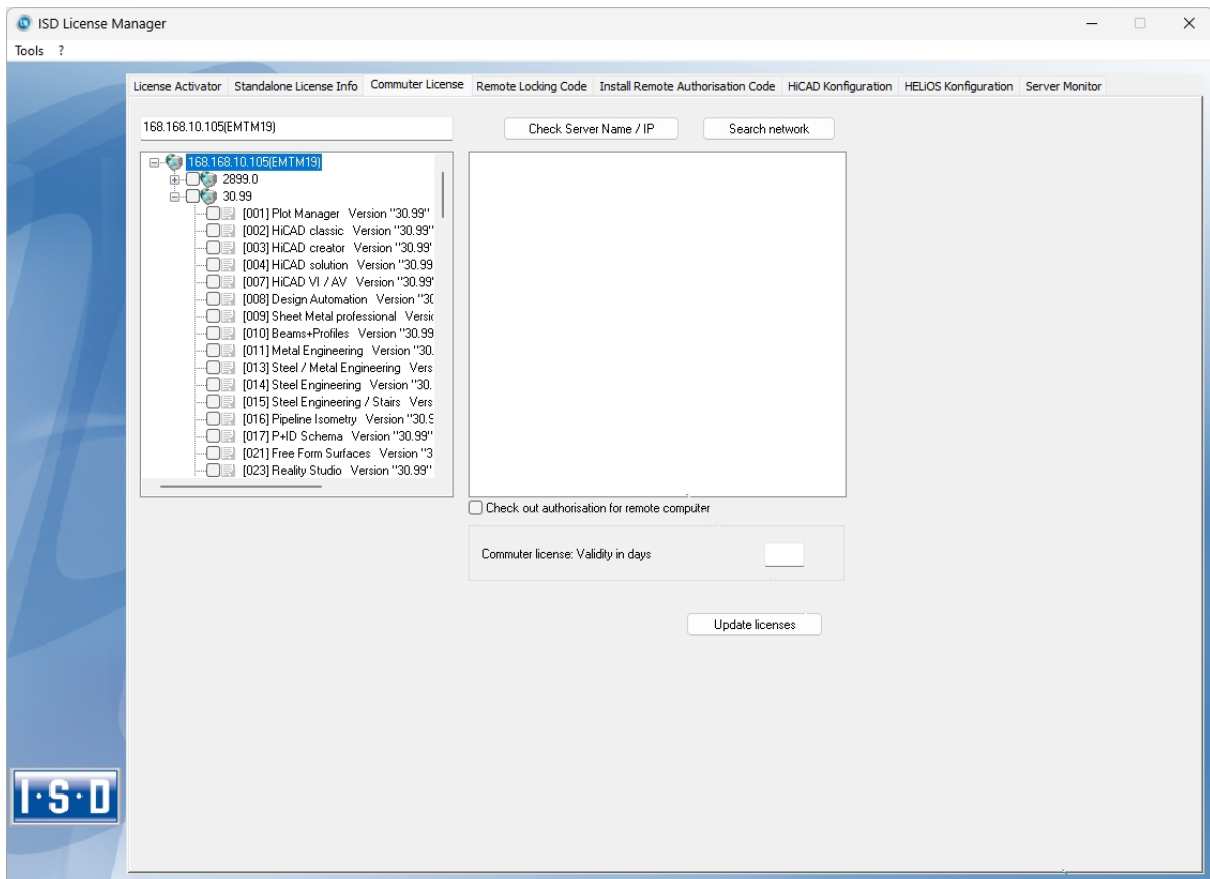 ISD License Manager
Tools ?
License Activator Standalone License Info Commuter License Remote Locking Code Install Remote Authorisation Code HiCAD Konfiguration HELiOS Konfiguration Server Monitor
168.168.10.105(EMTM19) Check Server Name / IP Search network
168.168.10.105(EMTM19)
2899.0
30.99
[001] Plot Manager Version "30.99"
[002] HiCAD classic Version "30.99"
[003] HiCAD creator Version "30.99'
[004] HiCAD solution Version "30.99
[007] HiCAD VI / AV Version "30.99'
[008] Design Automation Version "30
[009] Sheet Metal professional Versio
[010] Beams+Profiles Version "30.99
[011] Metal Engineering Version "30.
[013] Steel / Metal Engineering Vers
[014] Steel Engineering Version "30.
[015] Steel Engineering / Stairs Vers
[016] Pipeline Isometry Version "30.9
[017] P+ID Schema Version "30.99"
[021] Free Form Surfaces Version "3
[023] Reality Studio Version "30.99"
Check out authorisation for remote computer
Commuter license: Validity in days
Update licenses
I·S·D